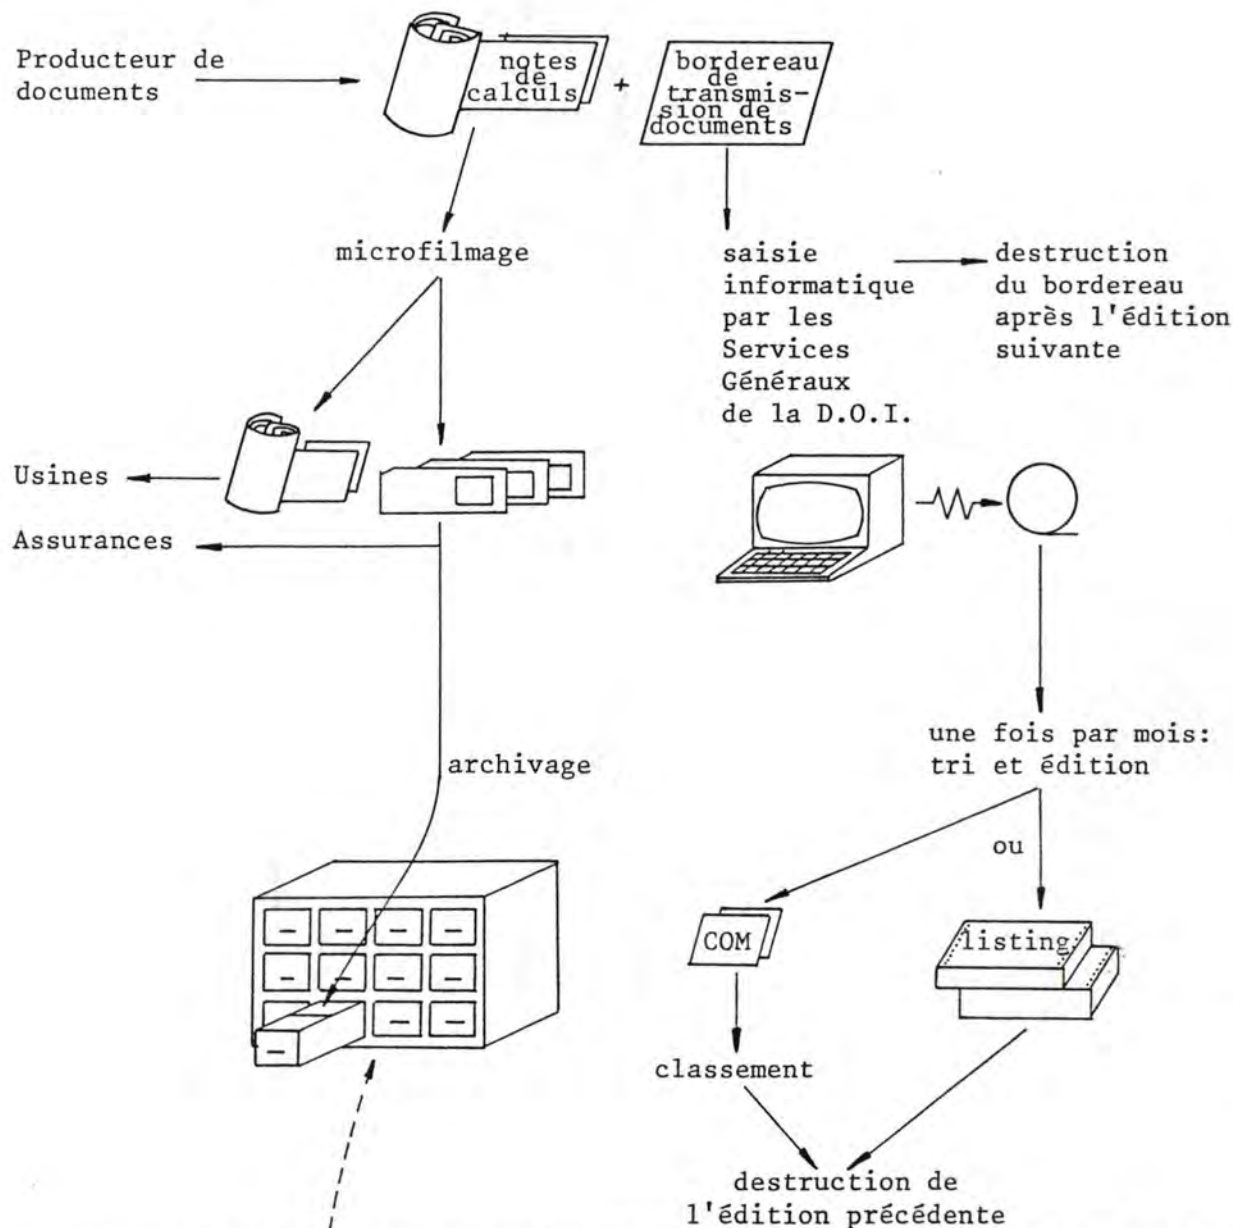 Producteur de
documents
notes
de
calculs
+
bordereau
de
transmis-
sion de
documents
microfilmage
saisie
informatique
par les
Services
Généraux
de la D.O.I.
destruction
du bordereau
après l'édition
suivante
Usines
Assurances
une fois par mois:
tri et édition
archivage
ou
COM
listing
classement
destruction de
l'édition précédente